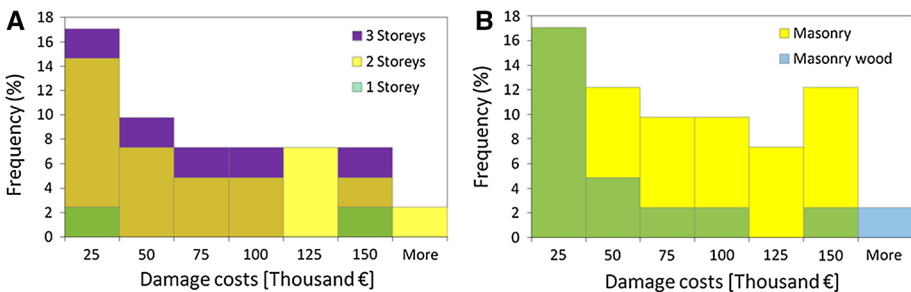 A
18
16
14
12
10
8
6
4
2
0
Frequency (%)
3 Storeys
2 Storeys
1 Storey
25 50 75 100 125 150 More
Damage costs [Thousand €]
B
18
16
14
12
10
8
6
4
2
0
Frequency (%)
Masonry
Masonry wood
25 50 75 100 125 150 More
Damage costs [Thousand €]